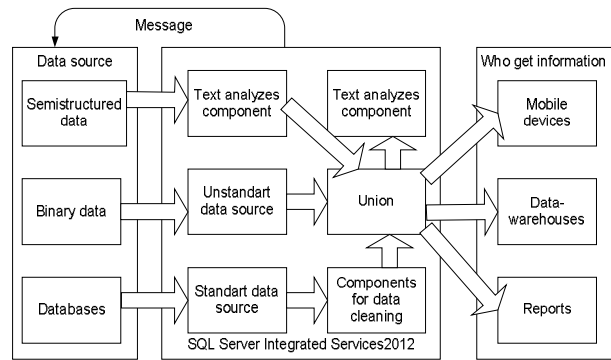 Message
Data source
Semistructured
data
Binary data
Databases
Text analyzes
component
Text analyzes
component
Unstandart
data source
Union
Standart data
source
Components
for data
cleaning
SQL Server Integrated Services2012
Who get information
Mobile
devices
Data-
warehouses
Reports